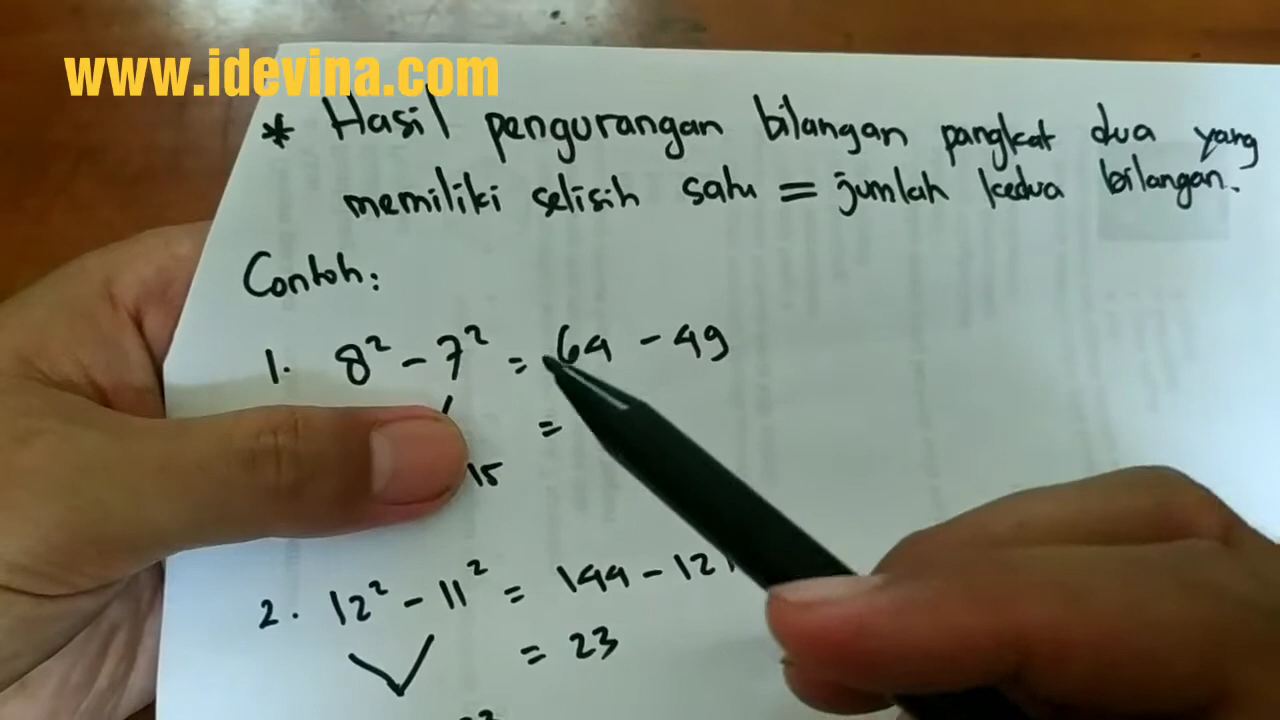 www.idevina.com
* Hasil pengurangan bilangan pangkat dua yang
memiliki selisih satu = jumlah kedua bilangan.
Contoh:
1. 8² - 7² = 64 - 49
=
15
2. 12² - 11² = 144 - 121
= 23